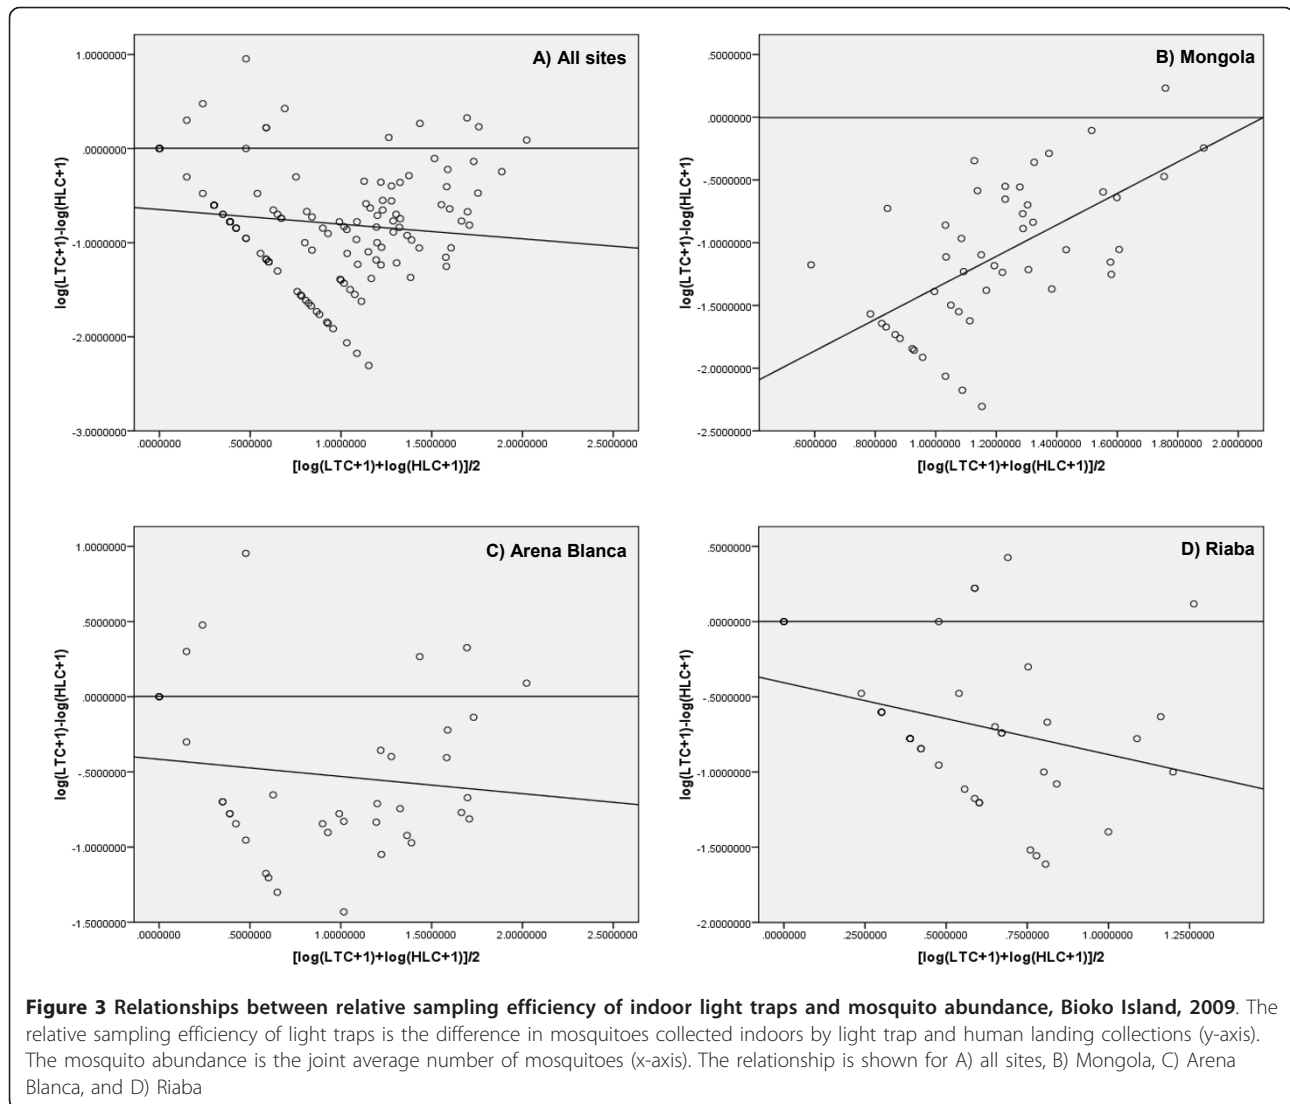 A) All sites
1.0000000
.0000000
-1.0000000
-2.0000000
-3.0000000
log(LTC+1)-log(HLC+1)
.0000000 .5000000 1.0000000 1.5000000 2.0000000 2.5000000
[log(LTC+1)+log(HLC+1)]/2
B) Mongola
.5000000
.0000000
-.5000000
-1.0000000
-1.5000000
-2.0000000
-2.5000000
log(LTC+1)-log(HLC+1)
.6000000 .8000000 1.0000000 1.2000000 1.4000000 1.6000000 1.8000000 2.0000000
[log(LTC+1)+log(HLC+1)]/2
C) Arena Blanca
1.0000000
.5000000
.0000000
-.5000000
-1.0000000
-1.5000000
log(LTC+1)-log(HLC+1)
.0000000 .5000000 1.0000000 1.5000000 2.0000000 2.5000000
[log(LTC+1)+log(HLC+1)]/2
D) Riaba
.5000000
.0000000
-.5000000
-1.0000000
-1.5000000
-2.0000000
log(LTC+1)-log(HLC+1)
.0000000 .2500000 .5000000 .7500000 1.0000000 1.2500000
[log(LTC+1)+log(HLC+1)]/2
Figure 3 Relationships between relative sampling efficiency of indoor light traps and mosquito abundance, Bioko Island, 2009. The
relative sampling efficiency of light traps is the difference in mosquitoes collected indoors by light trap and human landing collections (y-axis).
The mosquito abundance is the joint average number of mosquitoes (x-axis). The relationship is shown for A) all sites, B) Mongola, C) Arena
Blanca, and D) Riaba